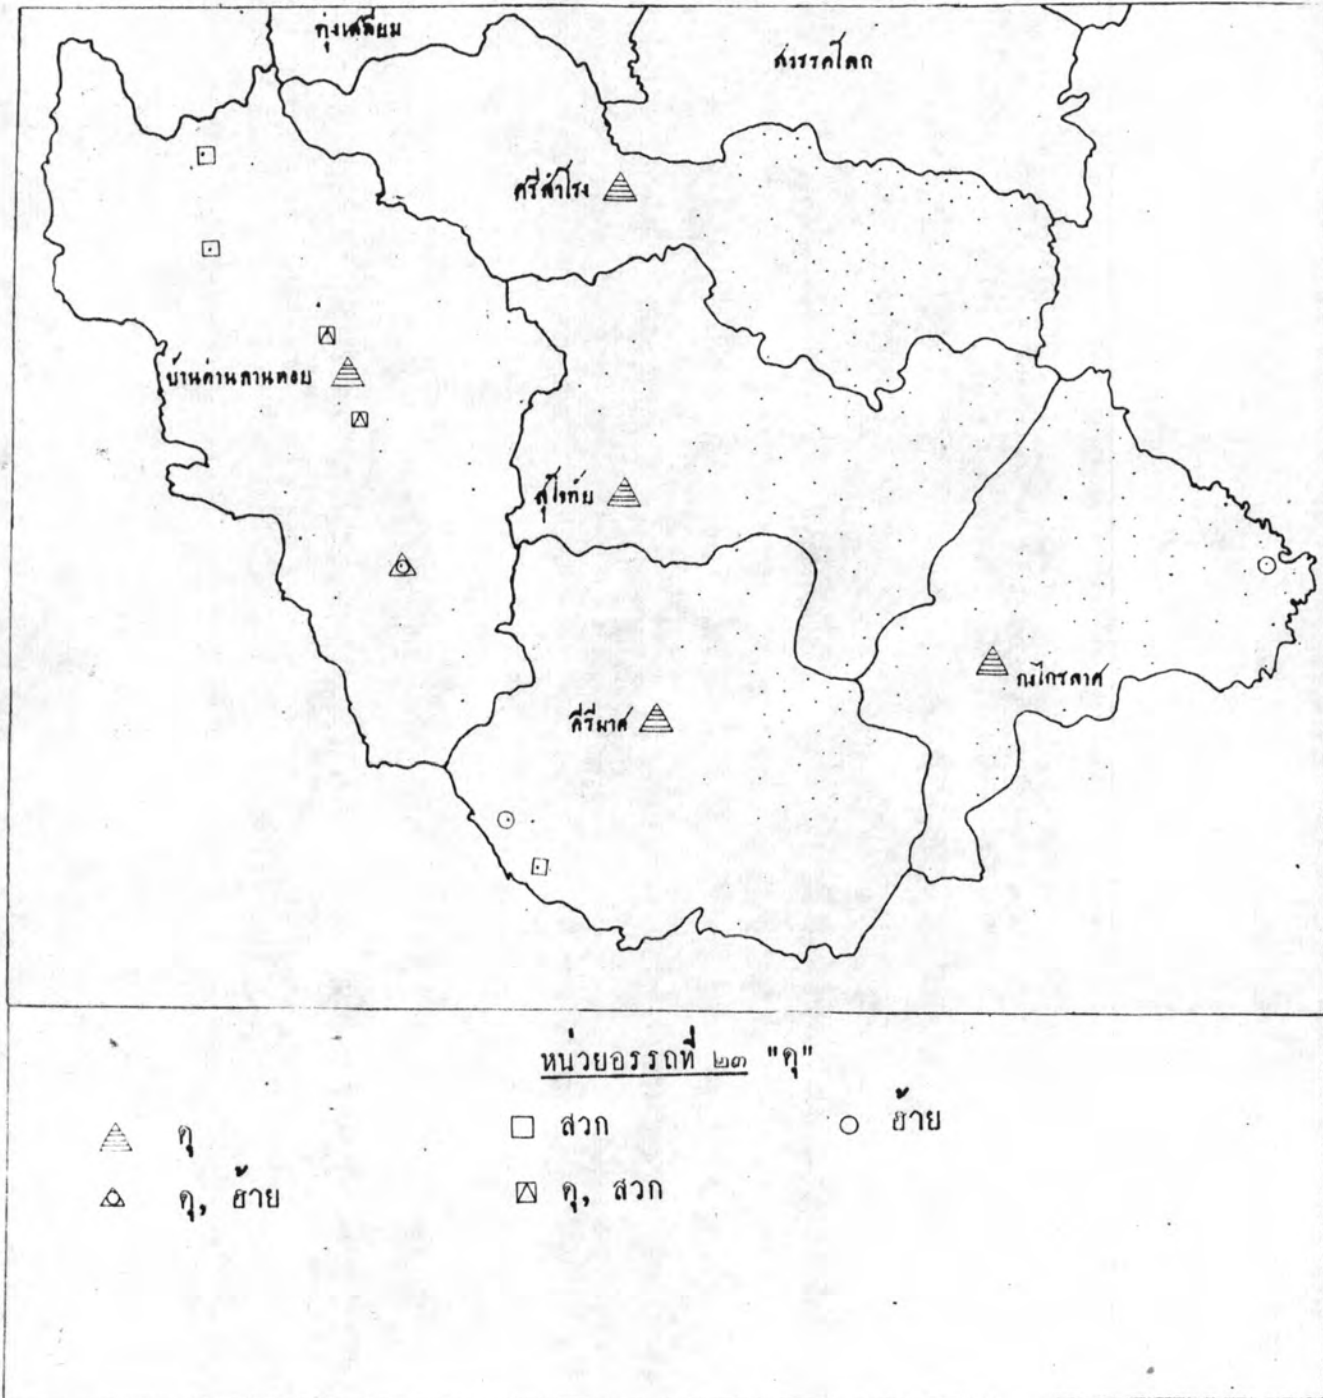 ทุ่งเสลี่ยม
สวรรคโลก
ศรีสำโรง
บ้านด่านลานหอย
สุโขทัย
กงไกรลาศ
คีรีมาศ
หน่วยอรรถที่ ๒๓ "ดุ"
ดุ
สวก
ฮ้าย
ดุ, ฮ้าย
ดุ, สวก